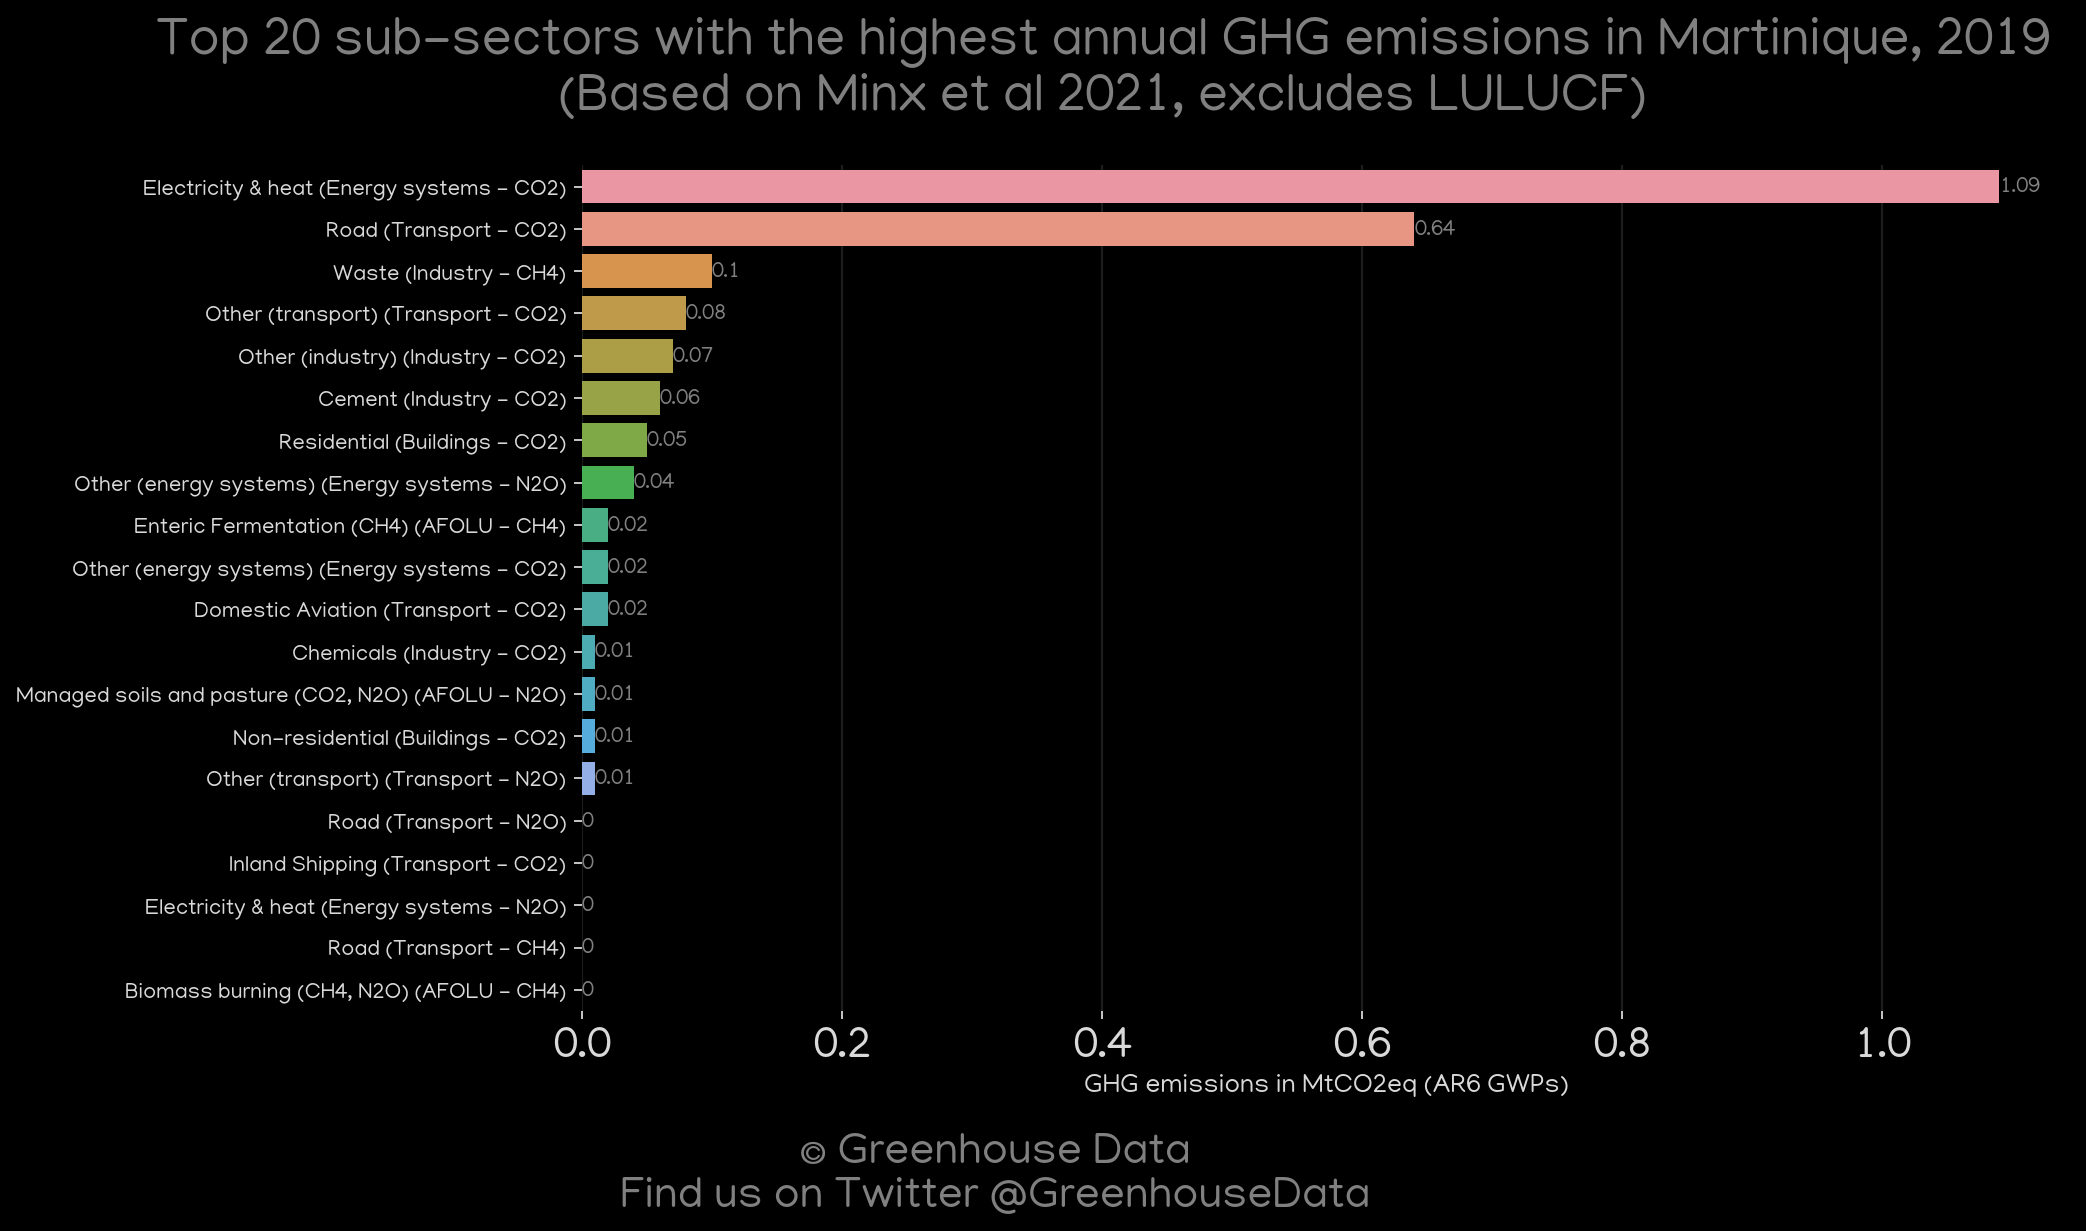 Top 20 sub-sectors with the highest annual GHG emissions in Martinique, 2019
(Based on Minx et al 2021, excludes LULUCF)
Electricity & heat (Energy systems - CO2) 1.09
Road (Transport - CO2) 0.64
Waste (Industry - CH4) 0.1
Other (transport) (Transport - CO2) 0.08
Other (industry) (Industry - CO2) 0.07
Cement (Industry - CO2) 0.06
Residential (Buildings - CO2) 0.05
Other (energy systems) (Energy systems - N2O) 0.04
Enteric Fermentation (CH4) (AFOLU - CH4) 0.02
Other (energy systems) (Energy systems - CO2) 0.02
Domestic Aviation (Transport - CO2) 0.02
Chemicals (Industry - CO2) 0.01
Managed soils and pasture (CO2, N2O) (AFOLU - N2O) 0.01
Non-residential (Buildings - CO2) 0.01
Other (transport) (Transport - N2O) 0.01
Road (Transport - N2O) 0
Inland Shipping (Transport - CO2) 0
Electricity & heat (Energy systems - N2O) 0
Road (Transport - CH4) 0
Biomass burning (CH4, N2O) (AFOLU - CH4) 0
0.0 0.2 0.4 0.6 0.8 1.0
GHG emissions in MtCO2eq (AR6 GWPs)
© Greenhouse Data
Find us on Twitter @GreenhouseData